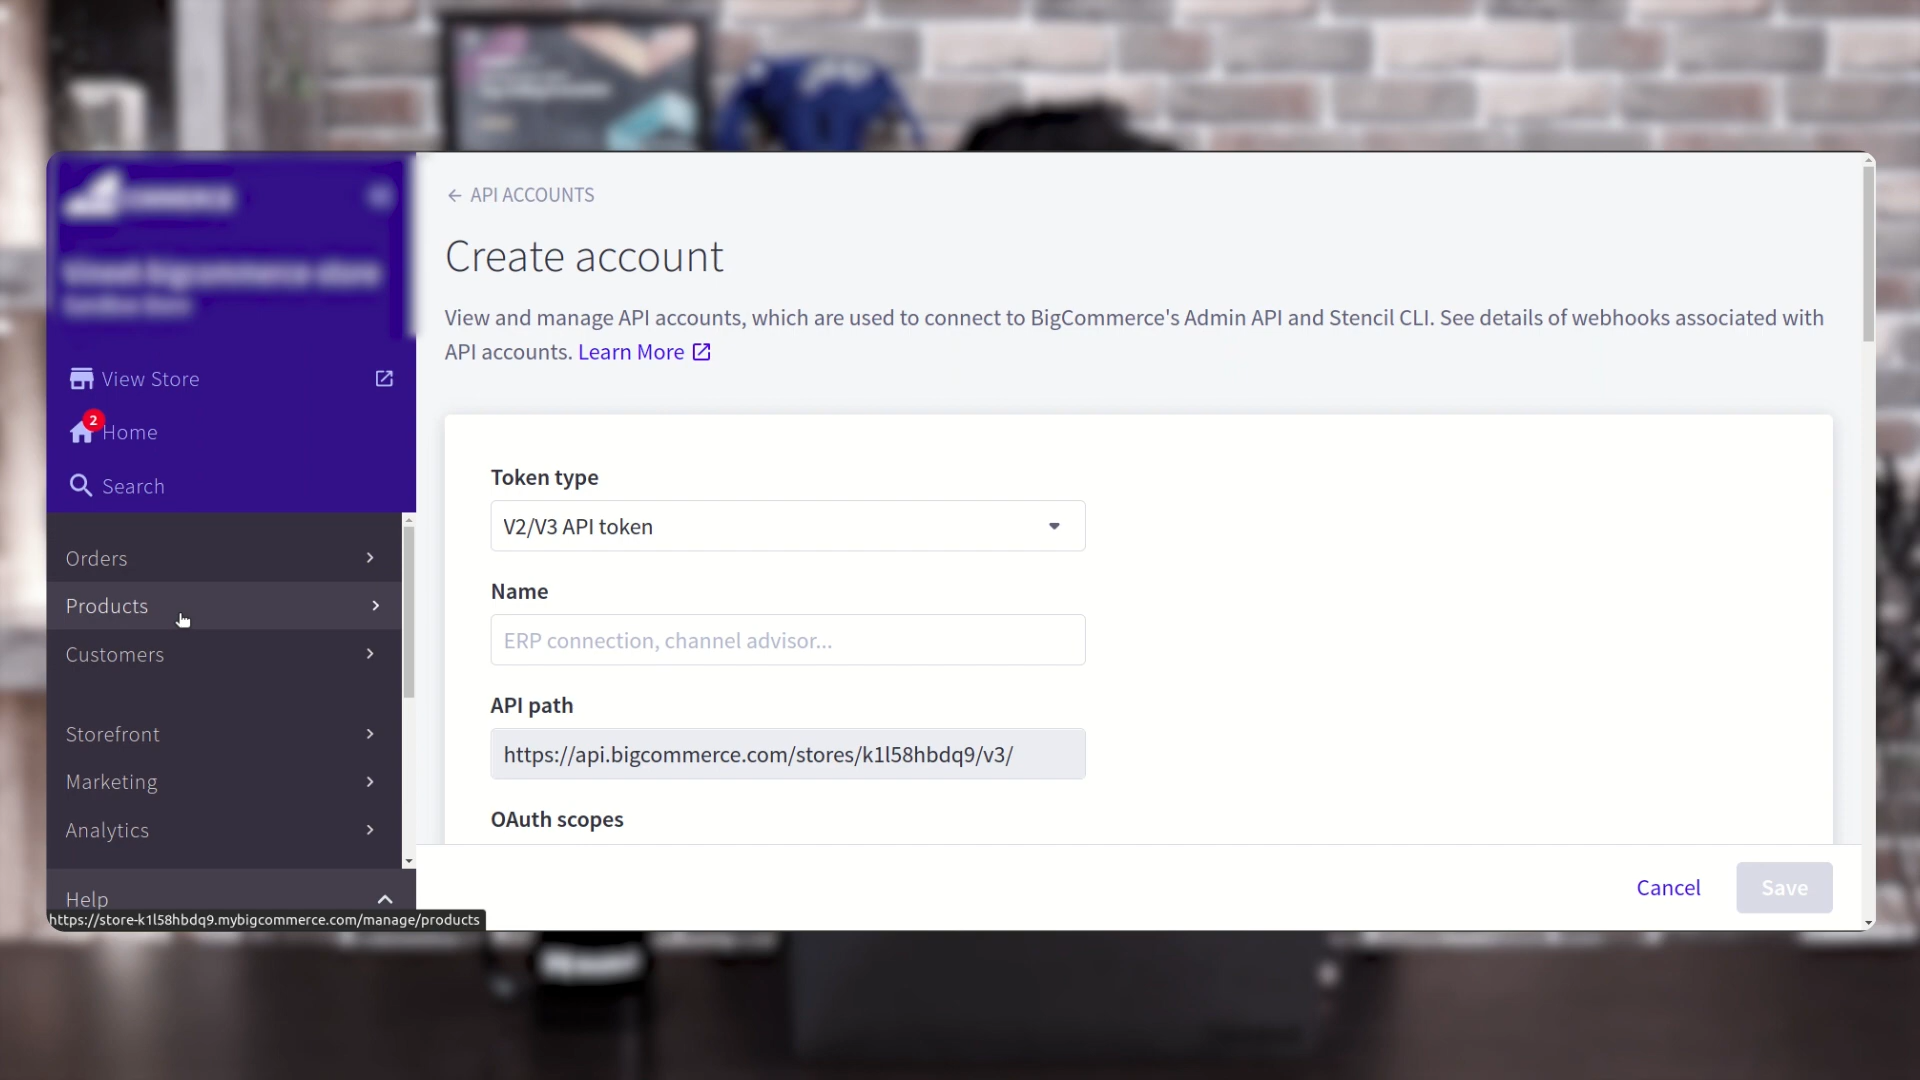 ← API ACCOUNTS
Create account
View and manage API accounts, which are used to connect to BigCommerce's Admin API and Stencil CLI. See details of webhooks associated with
API accounts. Learn More
View Store
2
Home
Search
Orders
Products
Customers
Storefront
Marketing
Analytics
Help
https://store-k1l58hbdq9.mybigcommerce.com/manage/products
Token type
V2/V3 API token
Name
ERP connection, channel advisor...
API path
https://api.bigcommerce.com/stores/k1l58hbdq9/v3/
OAuth scopes
Cancel
Save